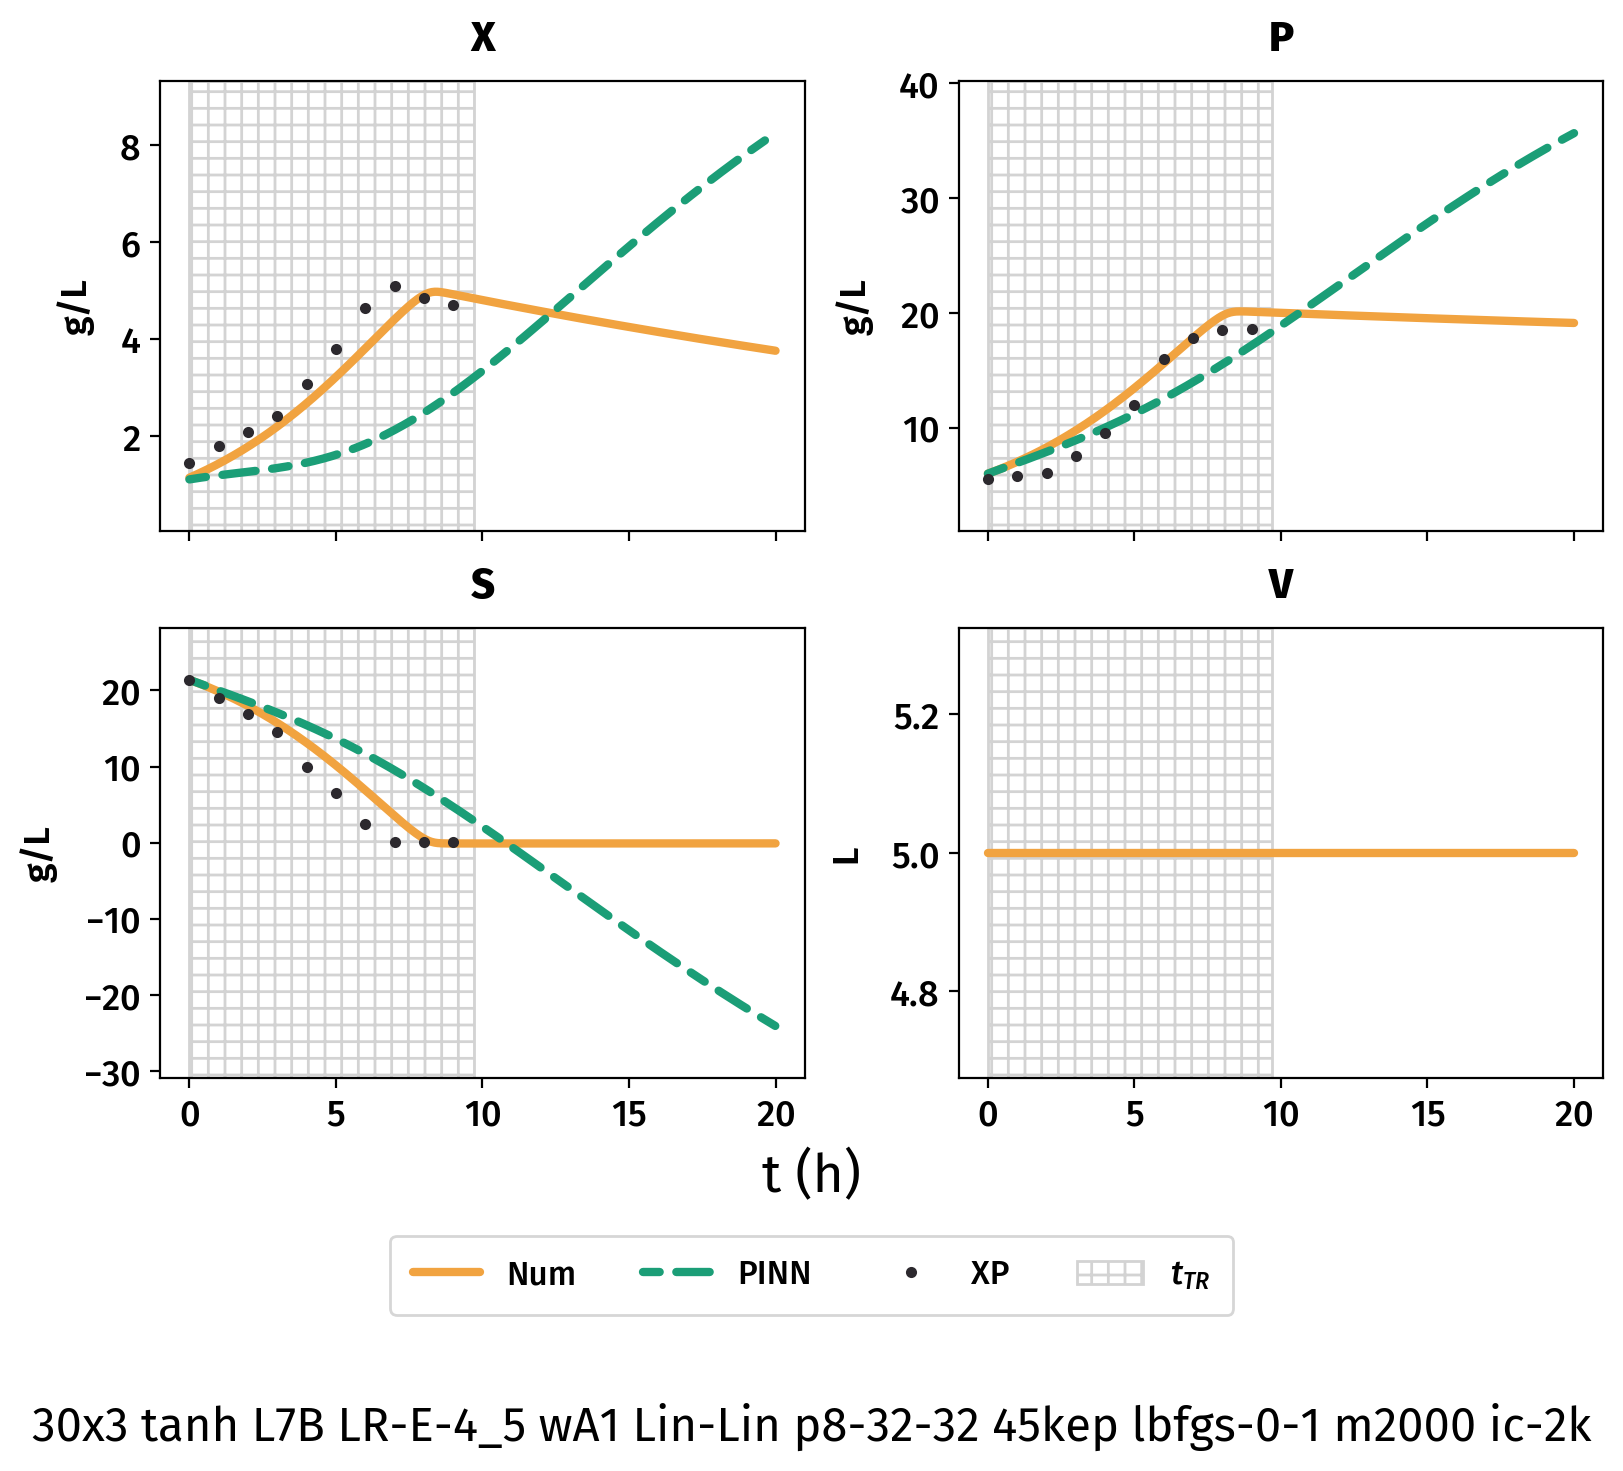 X
P
8
6
4
2
g/L
40
30
20
10
g/L
S
V
20
10
0
−10
−20
−30
g/L
5.2
5.0
4.8
L
0 5 10 15 20
0 5 10 15 20
t (h)
Num PINN XP tTR
30x3 tanh L7B LR-E-4_5 wA1 Lin-Lin p8-32-32 45kep lbfgs-0-1 m2000 ic-2k